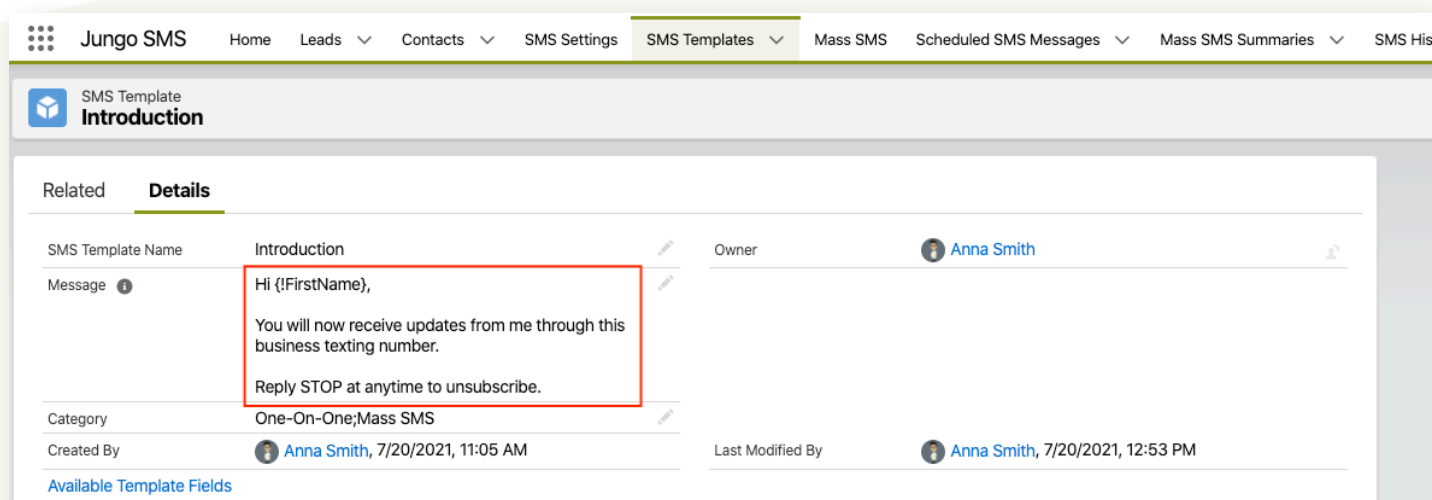 Jungo SMS Home Leads Contacts SMS Settings SMS Templates Mass SMS Scheduled SMS Messages Mass SMS Summaries SMS His
SMS Template
Introduction
Related Details
SMS Template Name Introduction Owner Anna Smith
Message Hi {!FirstName},
You will now receive updates from me through this
business texting number.
Reply STOP at anytime to unsubscribe.
Category One-On-One;Mass SMS
Created By Anna Smith, 7/20/2021, 11:05 AM Last Modified By Anna Smith, 7/20/2021, 12:53 PM
Available Template Fields